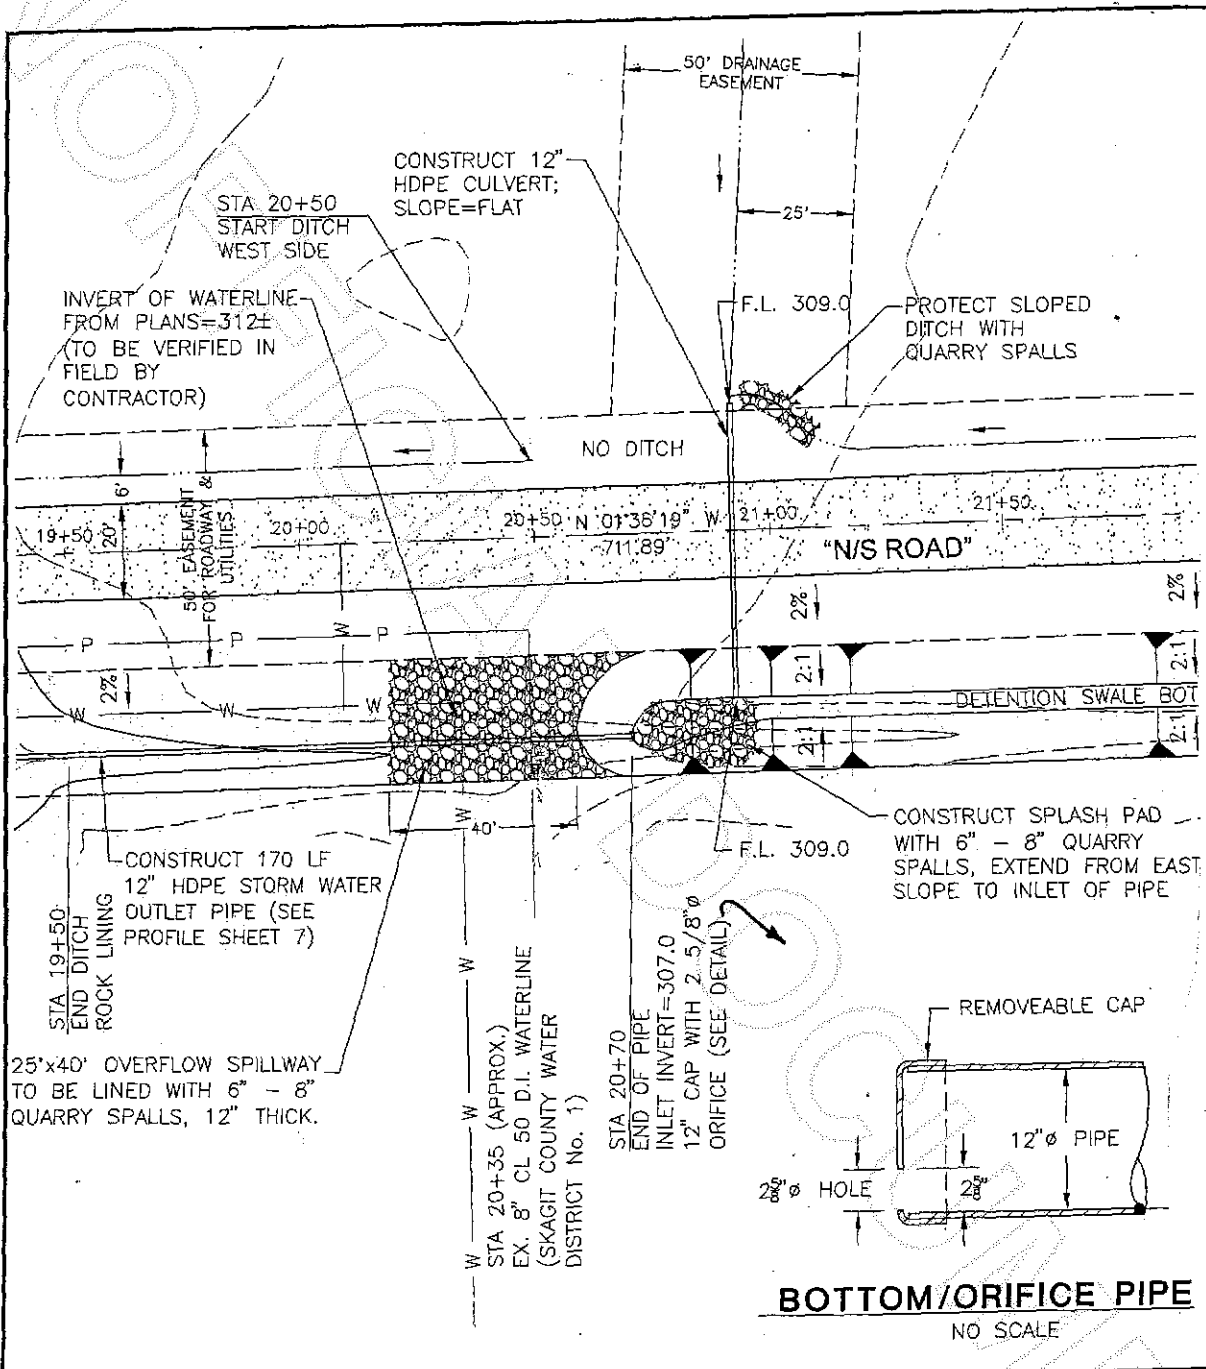 50' DRAINAGE
EASEMENT
CONSTRUCT 12"
HDPE CULVERT;
SLOPE=FLAT
STA 20+50
START DITCH
WEST SIDE
25'
INVERT OF WATERLINE
FROM PLANS=312±
(TO BE VERIFIED IN
FIELD BY
CONTRACTOR)
F.L. 309.0
PROTECT SLOPED
DITCH WITH
QUARRY SPALLS
NO DITCH
6'
20'
50' EASEMENT
FOR ROADWAY &
UTILITIES
19+50
20+00
20+50
N 01°36'19" W
711.89'
21+00
21+50
"N/S ROAD"
2%
2%
P
P
P
W
2%
W
W
W
2:1
2:1
DETENTION SWALE BOT
2:1
2:1
40'
W
W
CONSTRUCT SPLASH PAD
WITH 6" - 8" QUARRY
SPALLS, EXTEND FROM EAST
SLOPE TO INLET OF PIPE
F.L. 309.0
CONSTRUCT 170 LF
12" HDPE STORM WATER
OUTLET PIPE (SEE
PROFILE SHEET 7)
STA 19+50
END DITCH
ROCK LINING
25'x40' OVERFLOW SPILLWAY
TO BE LINED WITH 6" - 8"
QUARRY SPALLS, 12" THICK.
W
W
W
STA 20+35 (APPROX.)
EX. 8" CL 50 D.I. WATERLINE
(SKAGIT COUNTY WATER
DISTRICT No. 1)
STA 20+70
END OF PIPE
INLET INVERT=307.0
12" CAP WITH 2 5/8"ø
ORIFICE (SEE DETAIL)
REMOVEABLE CAP
12"ø PIPE
2⅝"ø HOLE
2⅝"
BOTTOM/ORIFICE PIPE
NO SCALE